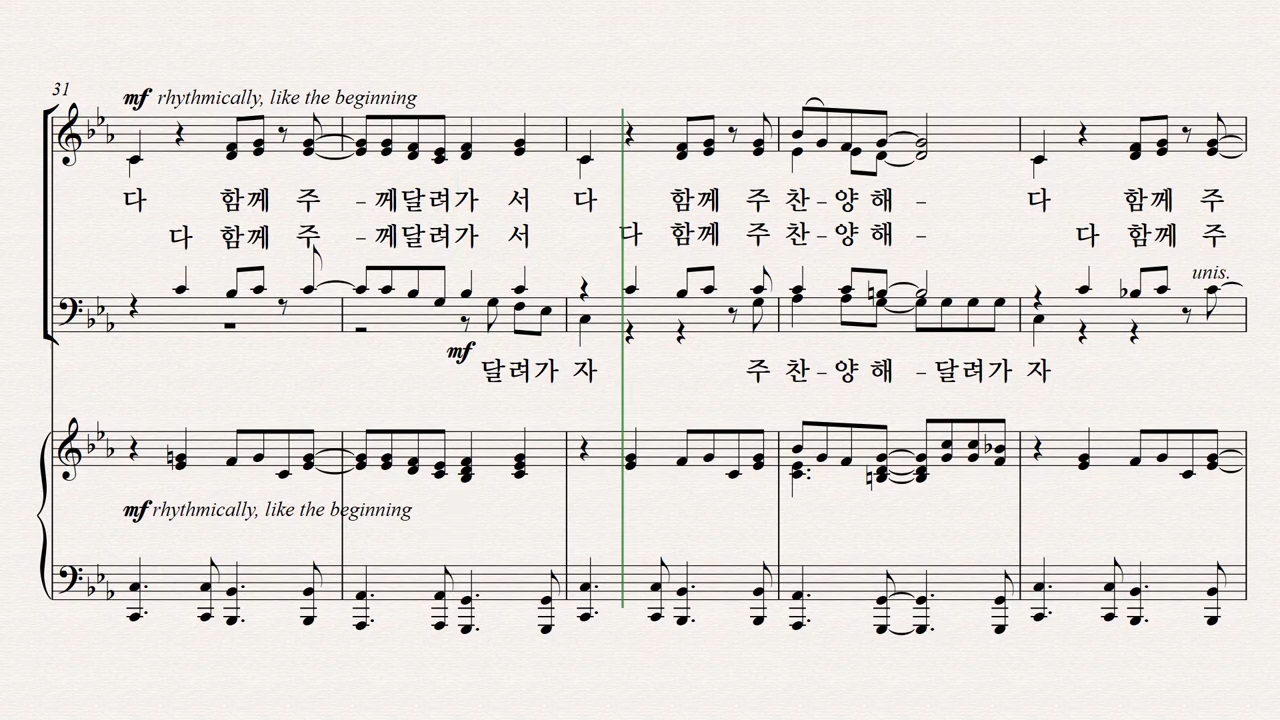 31
mf rhythmically, like the beginning
다 함께 주 - 께달려가 서 다 함께 주 찬 - 양 해 - 다 함께 주
다 함께 주 - 께달려가 서 다 함께 주 찬 - 양 해 - 다 함께 주
unis.
mf
달려가 자 주 찬 - 양 해 - 달려가 자
mf rhythmically, like the beginning